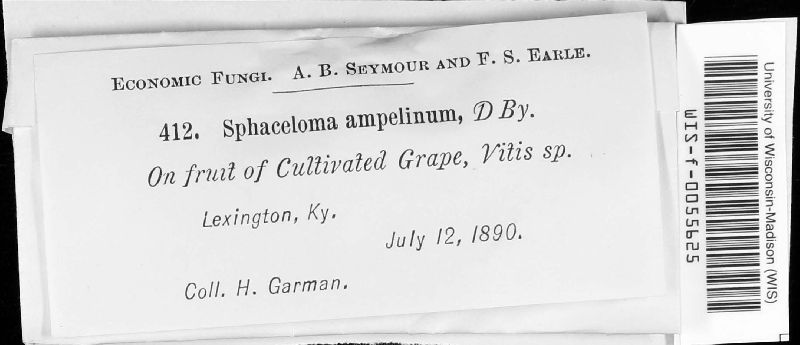 ECONOMIC FUNGI. A. B. SEYMOUR AND F. S. EARLE.
412. Sphaceloma ampelinum, D By.
On fruit of Cultivated Grape, Vitis sp.
Lexington, Ky.
July 12, 1890.
Coll. H. Garman.
University of Wisconsin-Madison (WIS)
WIS-f-0055625